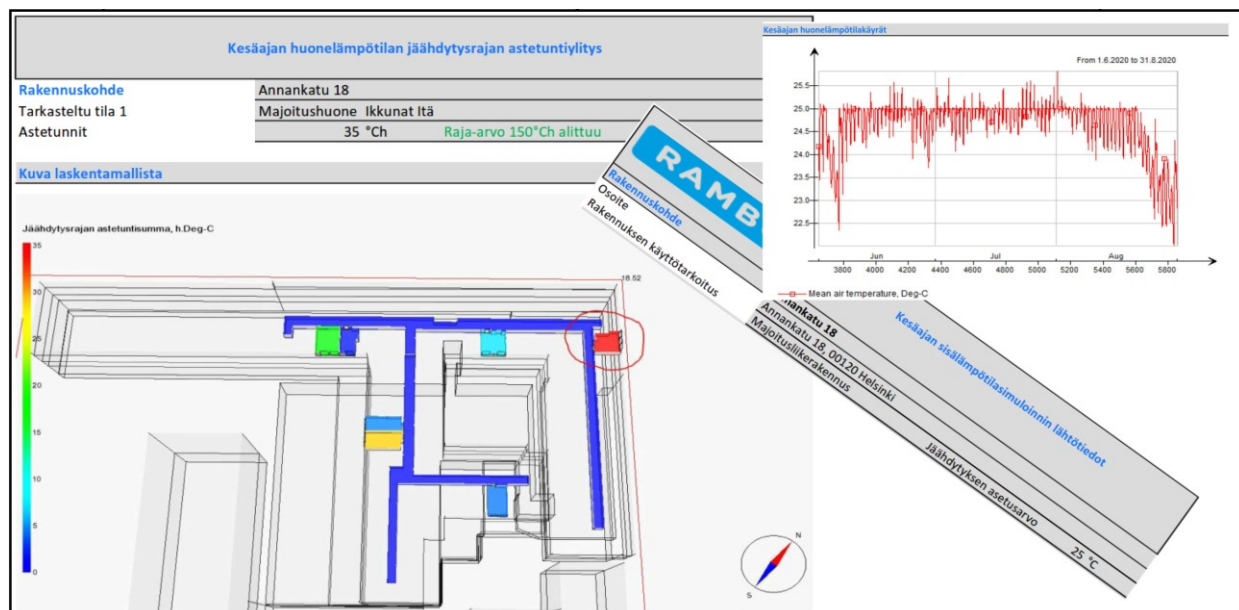 Kesäajan huonelämpötilan jäähdytysrajan astetuntiylitys
Rakennuskohde Annankatu 18
Tarkasteltu tila 1 Majoitushuone Ikkunat Itä
Astetunnit 35 °Ch Raja-arvo 150°Ch alittuu
Kuva laskentamallista
Jäähdytysrajan astetuntisumma, h.Deg-C
35
30
25
20
15
10
5
0
18.52
N
S
Kesäajan huonelämpötilakäyrät
From 1.6.2020 to 31.8.2020
25.5
25.0
24.5
24.0
23.5
23.0
22.5
Jun Jul Aug
3800 4000 4200 4400 4600 4800 5000 5200 5400 5600 5800
Mean air temperature, Deg-C
RAMB
Kesäajan sisälämpötilasimuloinnin lähtötiedot
Rakennuskohde
nnankatu 18
Osoite
Annankatu 18, 00120 Helsinki
Rakennuksen käyttötarkoitus
Majoitusliikerakennus
Jäähdytyksen asetusarvo
25 °C